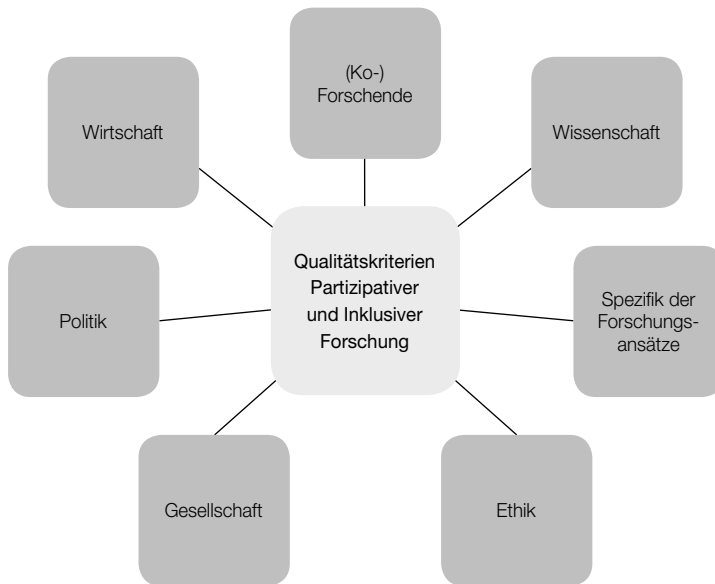 (Ko-)
Forschende
Wirtschaft
Wissenschaft
Qualitätskriterien
Partizipativer
und Inklusiver
Forschung
Politik
Spezifik der
Forschungs-
ansätze
Gesellschaft
Ethik